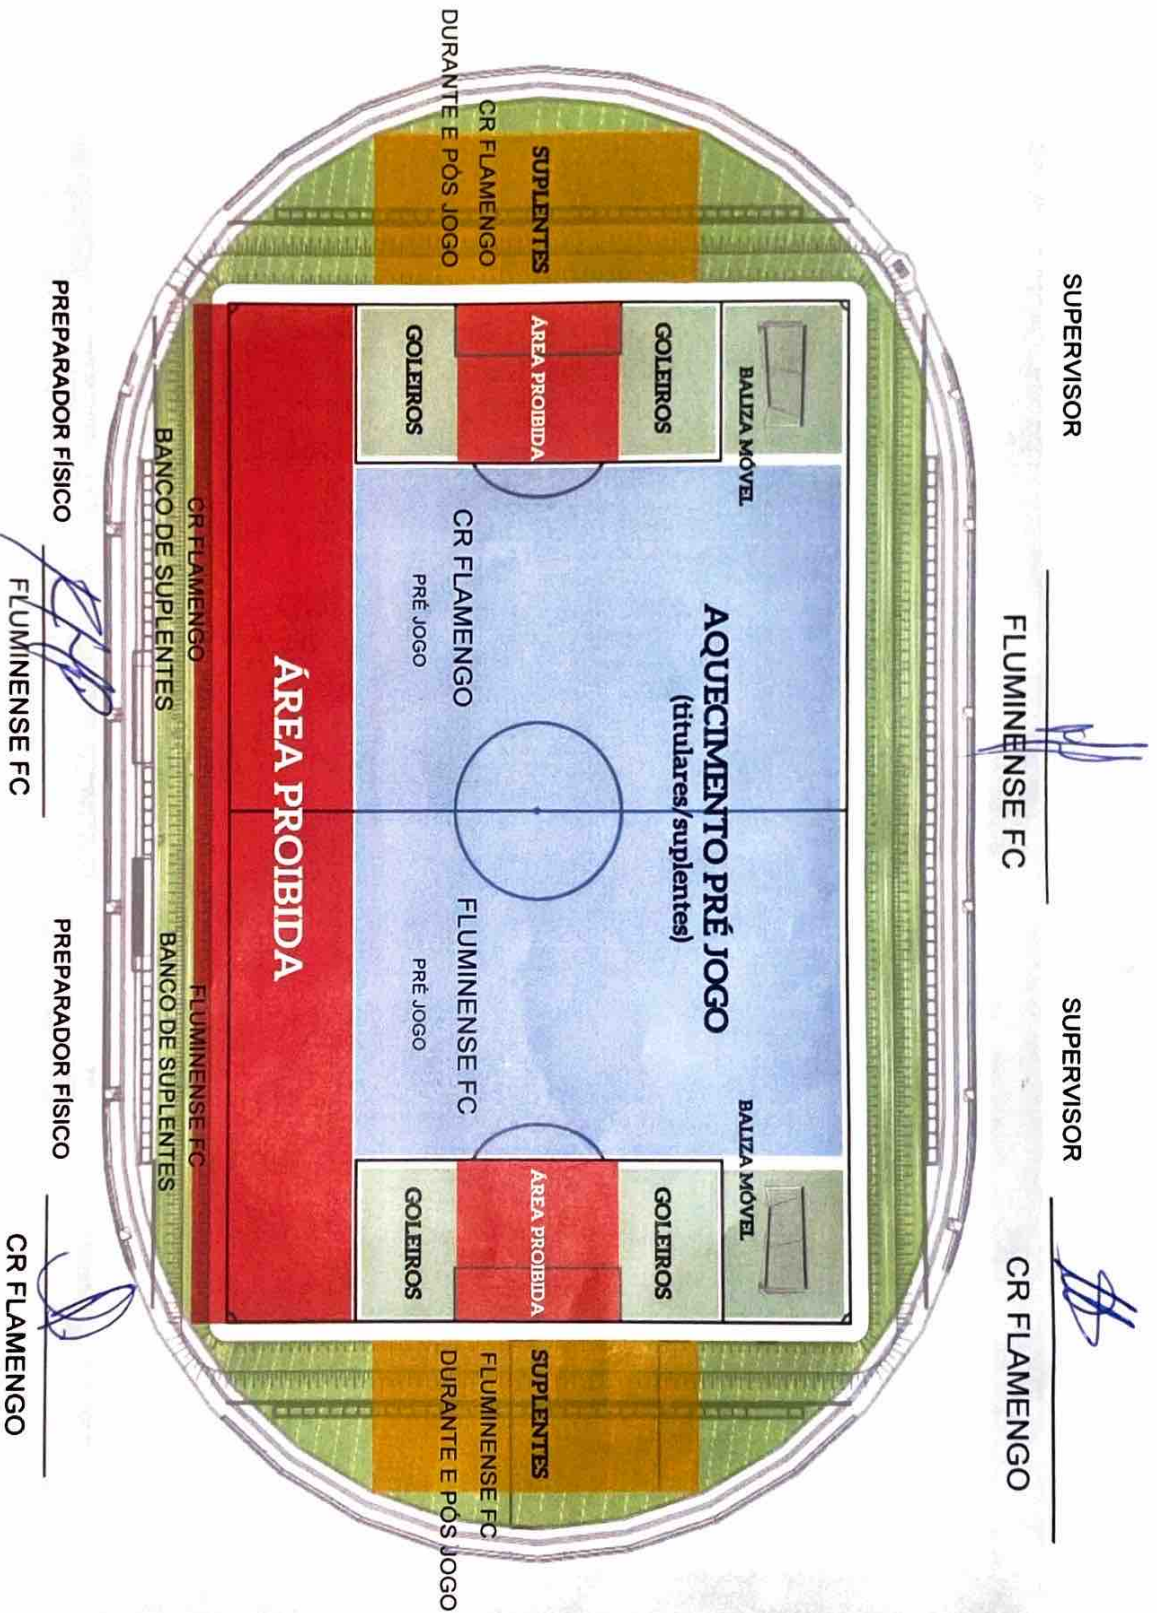 SUPERVISOR
FLUMINENSE FC
SUPERVISOR
CR FLAMENGO
BALIZA MÓVEL
BALIZA MÓVEL
AQUECIMENTO PRÉ JOGO
(titulares/suplentes)
GOLEIROS
GOLEIROS
SUPLENTES
CR FLAMENGO
DURANTE E PÓS JOGO
ÁREA PROIBIDA
ÁREA PROIBIDA
SUPLENTES
FLUMINENSE FC
DURANTE E PÓS JOGO
CR FLAMENGO
PRÉ JOGO
FLUMINENSE FC
PRÉ JOGO
GOLEIROS
GOLEIROS
ÁREA PROIBIDA
CR FLAMENGO
BANCO DE SUPLENTES
FLUMINENSE FC
BANCO DE SUPLENTES
PREPARADOR FÍSICO
FLUMINENSE FC
PREPARADOR FÍSICO
CR FLAMENGO